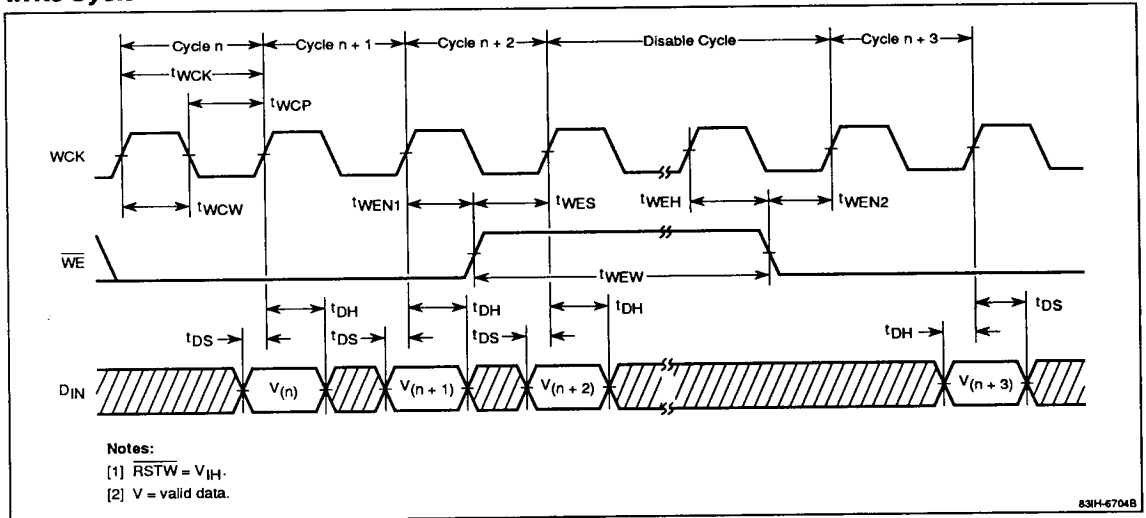 Write Cycle
Cycle n Cycle n + 1 Cycle n + 2 Disable Cycle Cycle n + 3
tWCK
tWCP
WCK
tWCW tWEN1 tWES tWEH tWEN2
WE
tWEW
tDH tDH tDH tDS
tDS tDS tDS tDH
DIN V(n) V(n + 1) V(n + 2) V(n + 3)
Notes:
[1] RSTW = VIH.
[2] V = valid data.
83IH-6704B